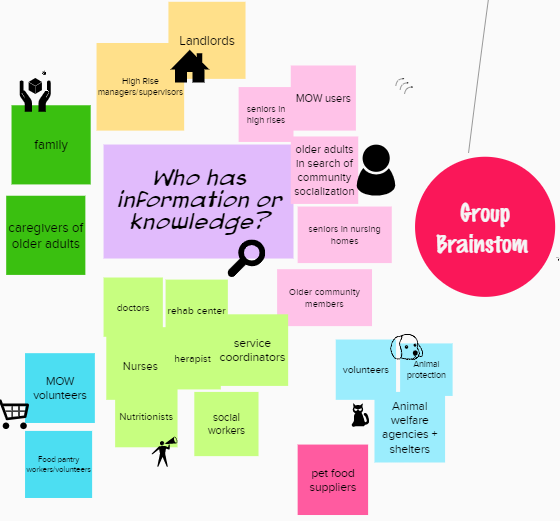 Landlords
High Rise
managers/supervisors
MOW users
seniors in
high rises
family
older adults
in search of
community
socialization
Who has
information or
knowledge?
caregivers of
older adults
seniors in nursing
homes
Group
Brainstom
Older community
members
doctors
rehab center
service
coordinators
Nurses
herapist
MOW
volunteers
volunteers
Animal
protection
Nutritionists
social
workers
Animal
welfare
agencies +
shelters
Food pantry
workers/volunteers
pet food
suppliers